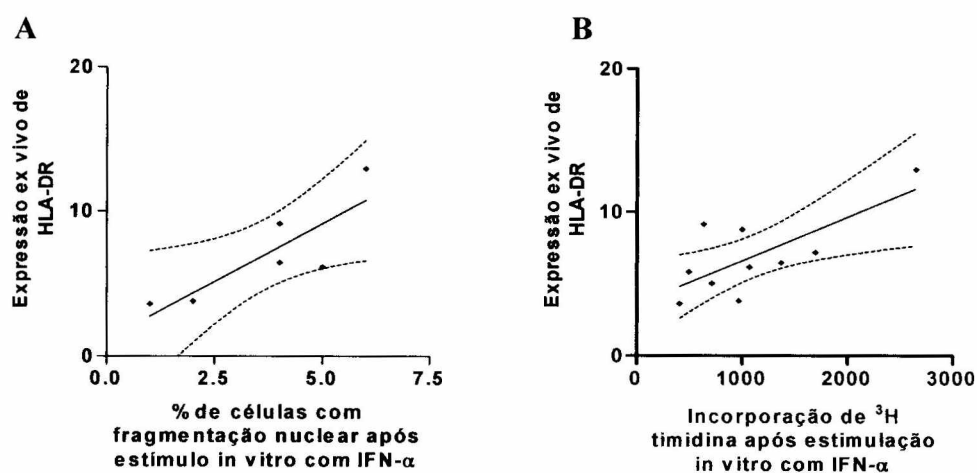 A
Expressão ex vivo de
HLA-DR
20
10
0
0.0
2.5
5.0
7.5
% de células com
fragmentação nuclear após
estímulo in vitro com IFN-α
B
Expressão ex vivo de
HLA-DR
20
10
0
0
1000
2000
3000
Incorporação de ³H
timidina após estimulação
in vitro com IFN-α